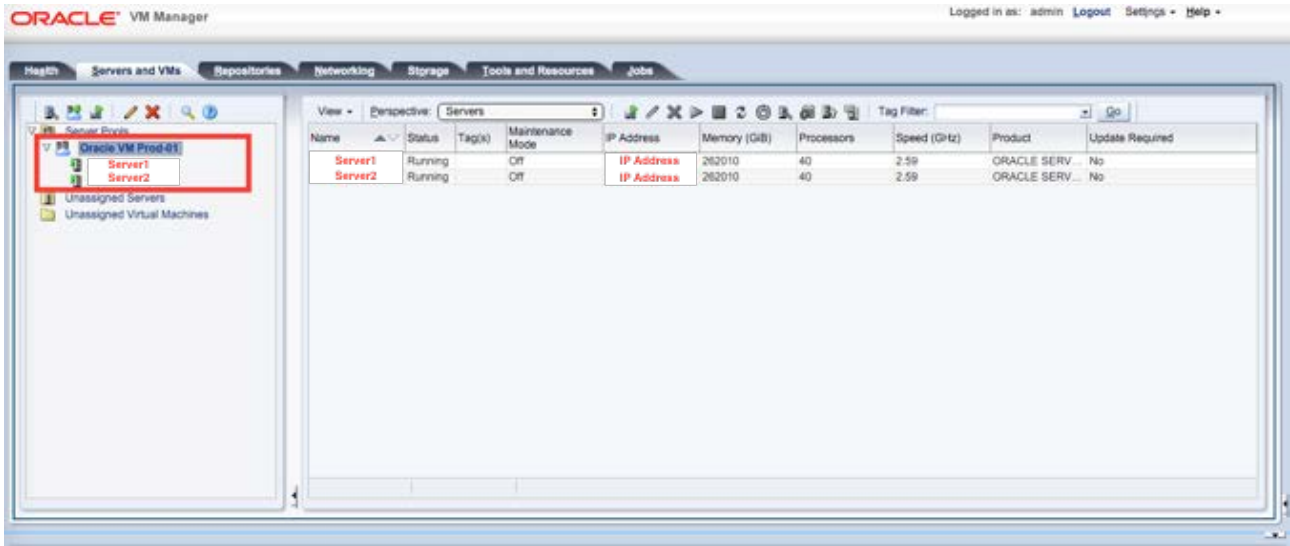 ORACLE® VM Manager
Logged in as: admin Logout Settings Help
Health Servers and VMs Repositories Networking Storage Tools and Resources Jobs
View Perspective: Servers Tag Filter: Go
Server Pools
Oracle VM Prod-01
Server1
Server2
Unassigned Servers
Unassigned Virtual Machines
Name Status Tag(s) Maintenance Mode IP Address Memory (GiB) Processors Speed (GHz) Product Update Required
Server1 Running Off IP Address 262010 40 2.59 ORACLE SERV... No
Server2 Running Off IP Address 262010 40 2.59 ORACLE SERV... No